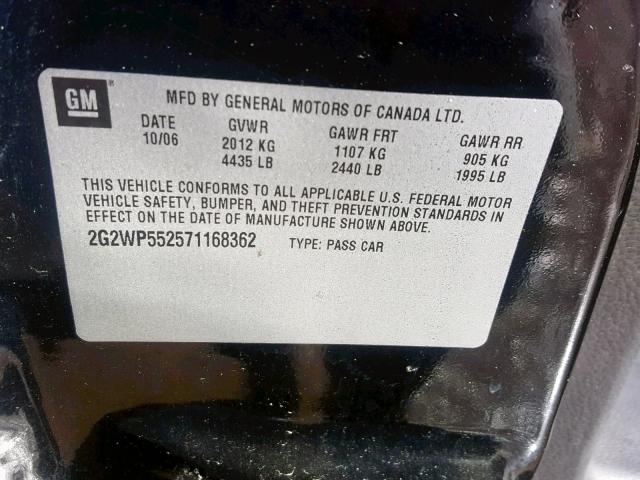 GM®
MFD BY GENERAL MOTORS OF CANADA LTD.
DATE GVWR GAWR FRT GAWR RR
10/06 2012 KG 1107 KG 905 KG
4435 LB 2440 LB 1995 LB
THIS VEHICLE CONFORMS TO ALL APPLICABLE U.S. FEDERAL MOTOR
VEHICLE SAFETY, BUMPER, AND THEFT PREVENTION STANDARDS IN
EFFECT ON THE DATE OF MANUFACTURE SHOWN ABOVE.
2G2WP552571168362 TYPE: PASS CAR